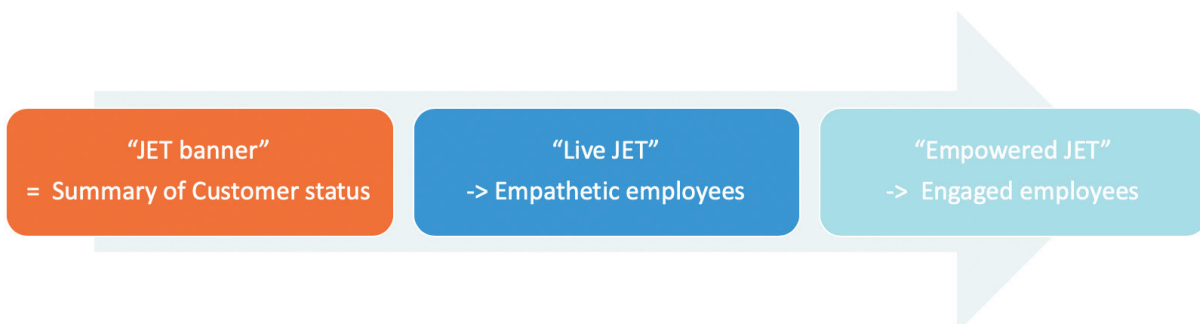 “JET banner”
= Summary of Customer status
“Live JET”
-> Empathetic employees
“Empowered JET”
-> Engaged employees